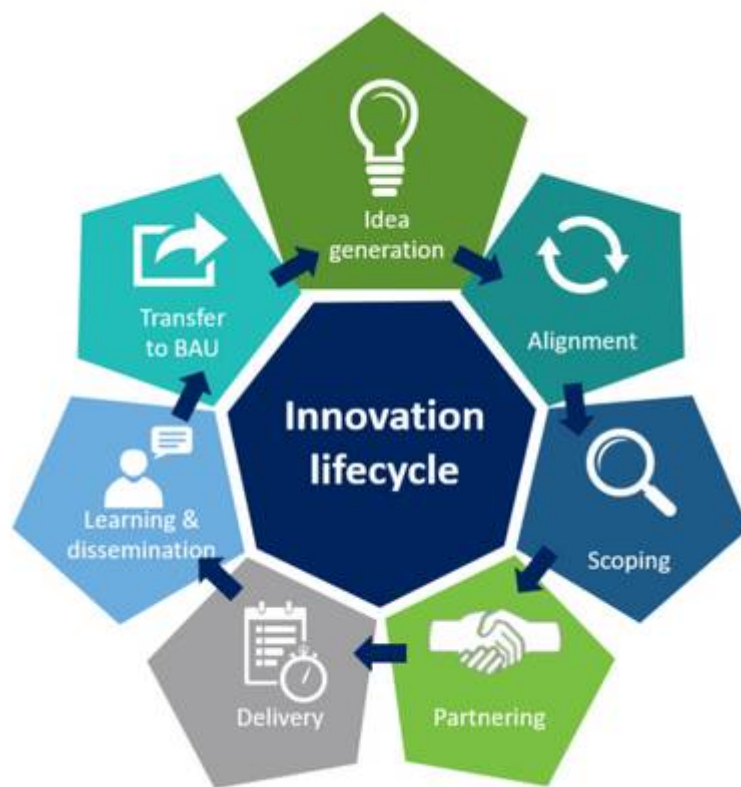 Idea
generation
Alignment
Scoping
Partnering
Delivery
Learning &
dissemination
Transfer
to BAU
Innovation
lifecycle